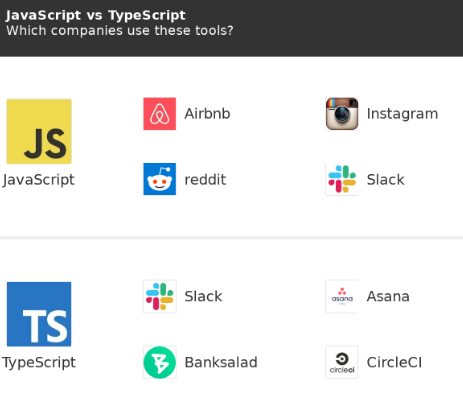 JavaScript vs TypeScript
Which companies use these tools?
JS
JavaScript
Airbnb
Instagram
reddit
Slack
TS
TypeScript
Slack
asana
Asana
Banksalad
circleci
CircleCI